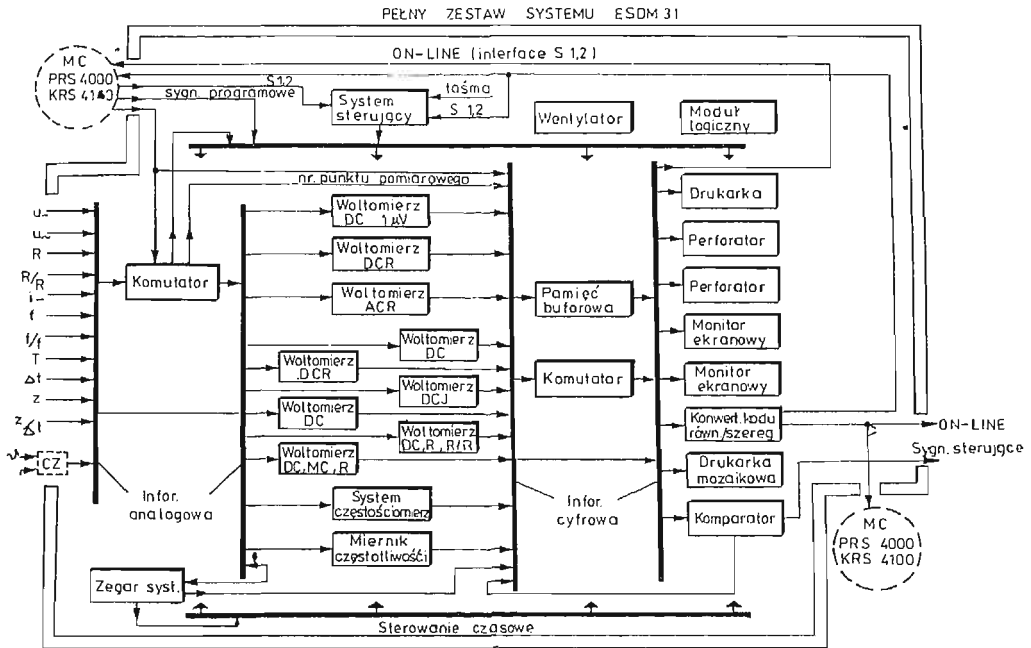 PEŁNY ZESTAW SYSTEMU ESDM 31
ON-LINE (interface S 1,2)
MC
PRS 4000
KRS 4140
S 1,2
sygn. programowe
System
sterujący
taśma
S 1,2
Wentylator
Moduł
logiczny
nr. punktu pomiarowego
u_
u~
R
R/R
i_
f
f/f
T
Δt
z
CZ
Komutator
Infor.
analogowa
Zegar syst.
Woltomierz
DC 1µV
Woltomierz
DCR
Woltomierz
ACR
Woltomierz
DC
Woltomierz
DCR
Woltomierz
DCJ
Woltomierz
DC
Woltomierz
DC, R, R/R
Woltomierz
DC, MC, R
System
częstościomierz
Miernik
częstotliwości
Pamięć
buforowa
Komutator
Infor.
cyfrowa
Drukarka
Perforator
Perforator
Monitor
ekranowy
Monitor
ekranowy
Konwert. kodu
równ./szereg.
Drukarka
mozaikowa
Komparator
ON-LINE
Sygn. sterujące
MC
PRS 4000
KRS 4100
Sterowanie czasowe